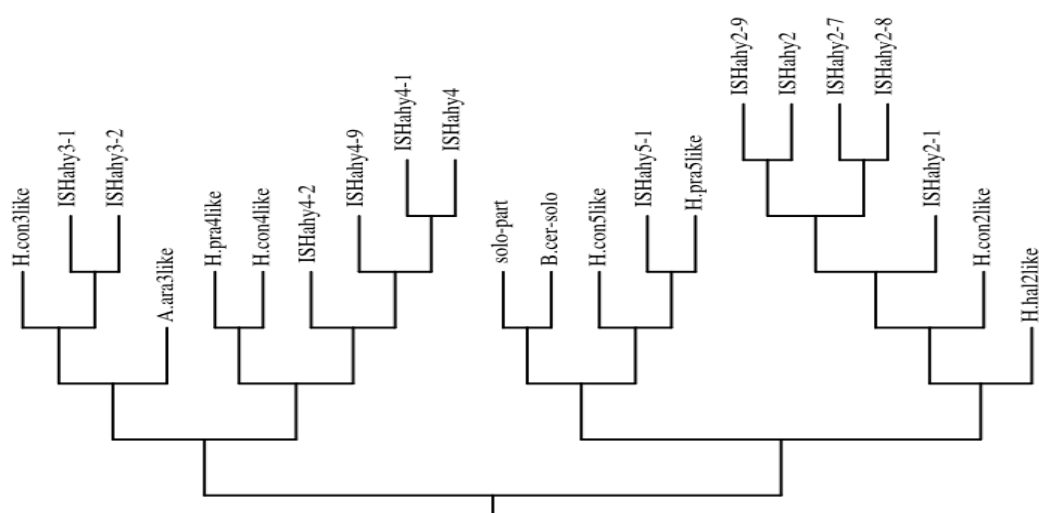 H.con3like
ISHahy3-1
ISHahy3-2
A.ara3like
H.pra4like
H.con4like
ISHahy4-2
ISHahy4-9
ISHahy4-1
ISHahy4
solo-part
B.cer-solo
H.con5like
ISHahy5-1
H.pra5like
ISHahy2-9
ISHahy2
ISHahy2-7
ISHahy2-8
ISHahy2-1
H.con2like
H.hal2like